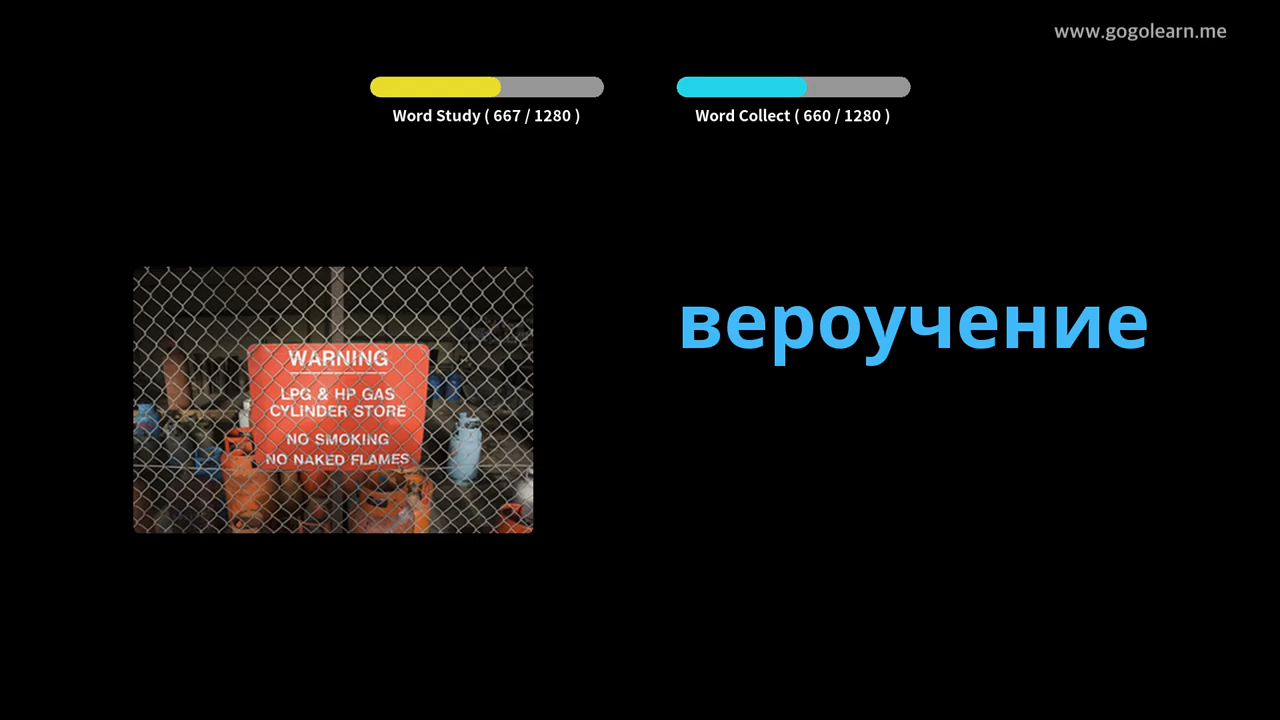 www.gogolearn.me
Word Study ( 667 / 1280 )
Word Collect ( 660 / 1280 )
вероучение
WARNING
LPG & HP GAS
CYLINDER STORE
NO SMOKING
NO NAKED FLAMES